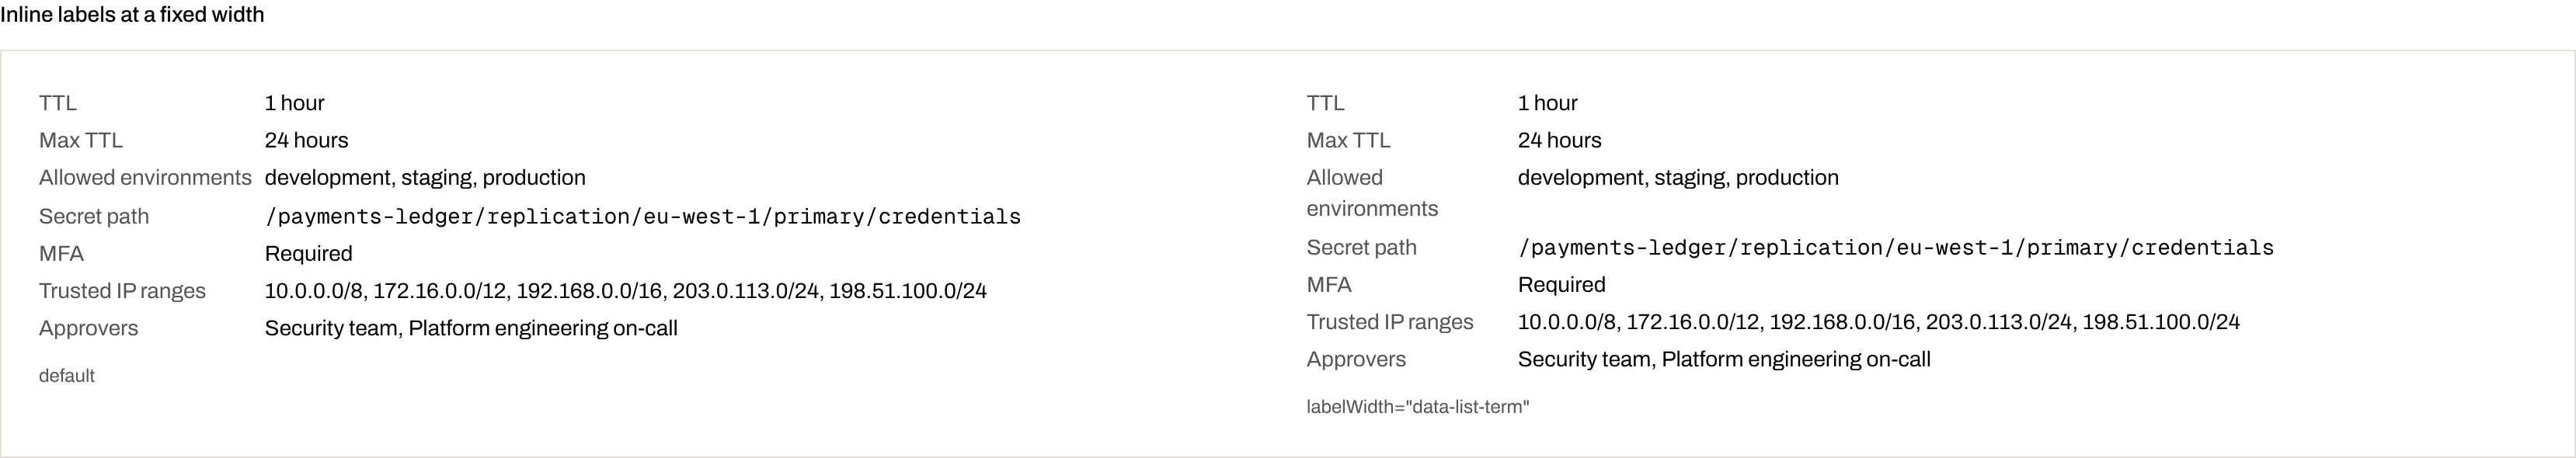 Inline labels at a fixed width
TTL 1 hour
Max TTL 24 hours
Allowed environments development, staging, production
Secret path /payments-ledger/replication/eu-west-1/primary/credentials
MFA Required
Trusted IP ranges 10.0.0.0/8, 172.16.0.0/12, 192.168.0.0/16, 203.0.113.0/24, 198.51.100.0/24
Approvers Security team, Platform engineering on-call
default
TTL 1 hour
Max TTL 24 hours
Allowed development, staging, production
environments
Secret path /payments-ledger/replication/eu-west-1/primary/credentials
MFA Required
Trusted IP ranges 10.0.0.0/8, 172.16.0.0/12, 192.168.0.0/16, 203.0.113.0/24, 198.51.100.0/24
Approvers Security team, Platform engineering on-call
labelWidth="data-list-term"